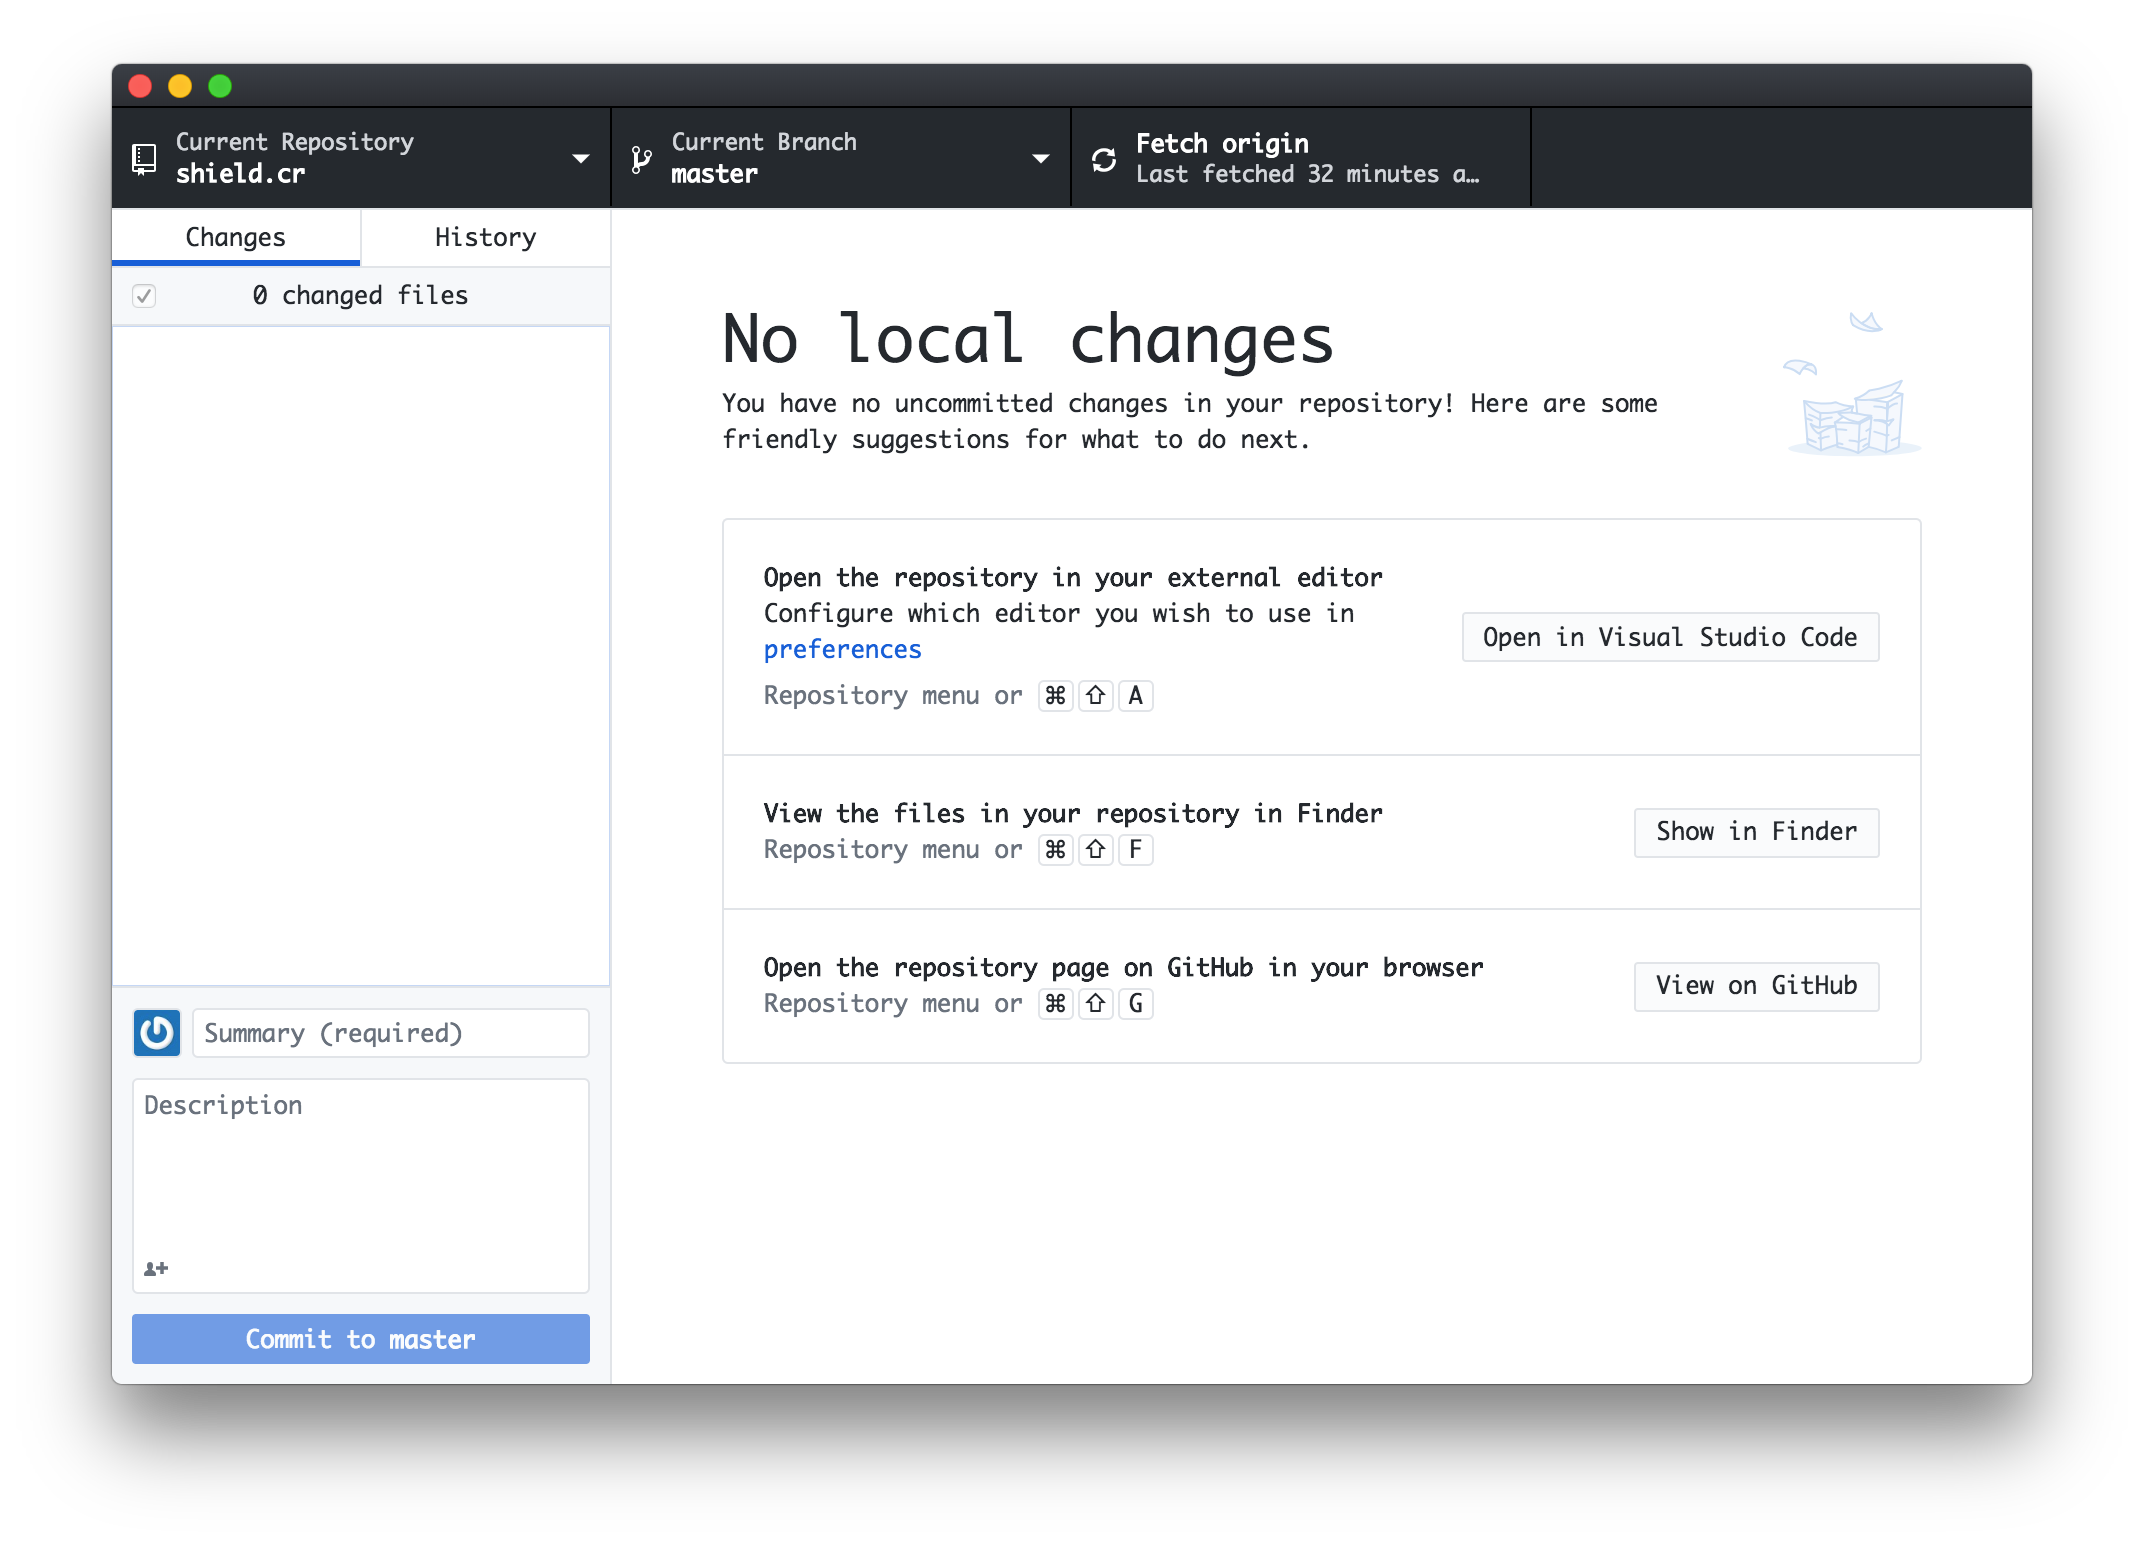 Current Repository
shield.cr
Current Branch
master
Fetch origin
Last fetched 32 minutes a…
Changes
History
0 changed files
No local changes
You have no uncommitted changes in your repository! Here are some
friendly suggestions for what to do next.
Open the repository in your external editor
Configure which editor you wish to use in
preferences
Repository menu or ⌘ ⇧ A
Open in Visual Studio Code
View the files in your repository in Finder
Repository menu or ⌘ ⇧ F
Show in Finder
Open the repository page on GitHub in your browser
Repository menu or ⌘ ⇧ G
View on GitHub
Summary (required)
Description
Commit to master